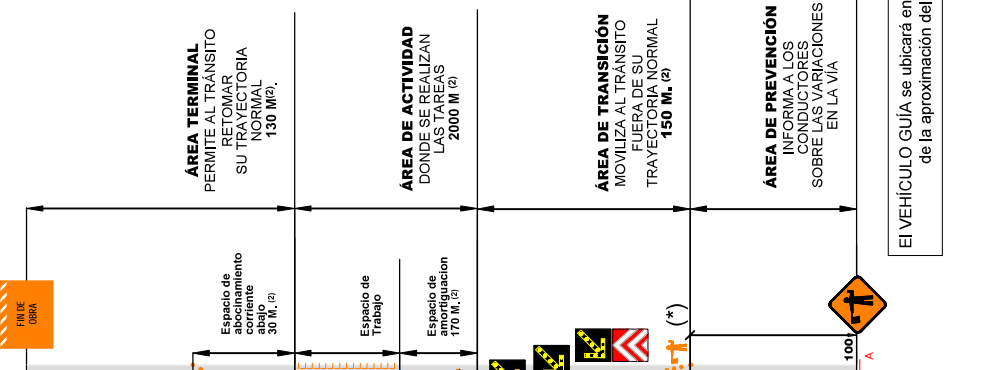 ÁREA TERMINAL
PERMITE AL TRÁNSITO
RETOMAR
SU TRAYECTORIA
NORMAL
130 M(2).
ÁREA DE ACTIVIDAD
DONDE SE REALIZAN
LAS TAREAS
2000 M (2)
ÁREA DE TRANSICIÓN
MOVILIZA AL TRÁNSITO
FUERA DE SU
TRAYECTORIA NORMAL
150 M. (2)
ÁREA DE PREVENCIÓN
INFORMA A LOS
CONDUCTORES
SOBRE LAS VARIACIONES
EN LA VÍA
El VEHÍCULO GUÍA se ubicará en
de la aproximación del
FIN DE
OBRA
Espacio de
abocinamiento
corriente
abajo
30 M. (2)
Espacio de
Trabajo
Espacio de
amortiguacion
170 M. (2)
(*)
100
A